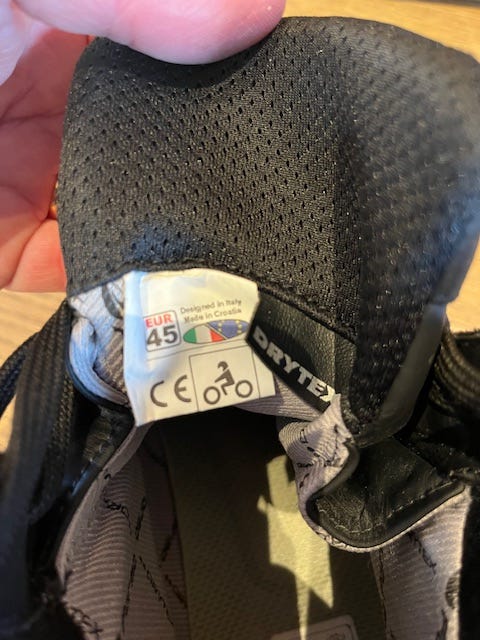 Designed in Italy
Made in Croatia
EUR
45
CE
DRYTEX